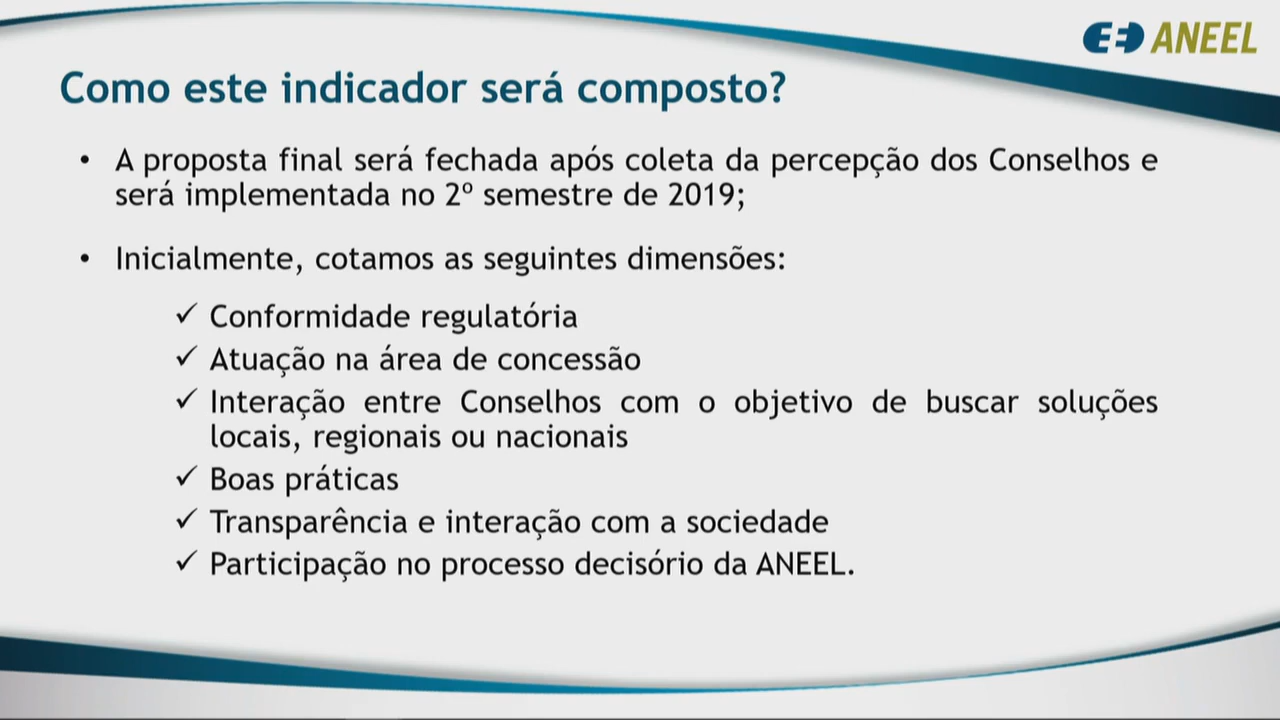 ANEEL
Como este indicador será composto?
• A proposta final será fechada após coleta da percepção dos Conselhos e
será implementada no 2º semestre de 2019;
• Inicialmente, cotamos as seguintes dimensões:
✓ Conformidade regulatória
✓ Atuação na área de concessão
✓ Interação entre Conselhos com o objetivo de buscar soluções
locais, regionais ou nacionais
✓ Boas práticas
✓ Transparência e interação com a sociedade
✓ Participação no processo decisório da ANEEL.